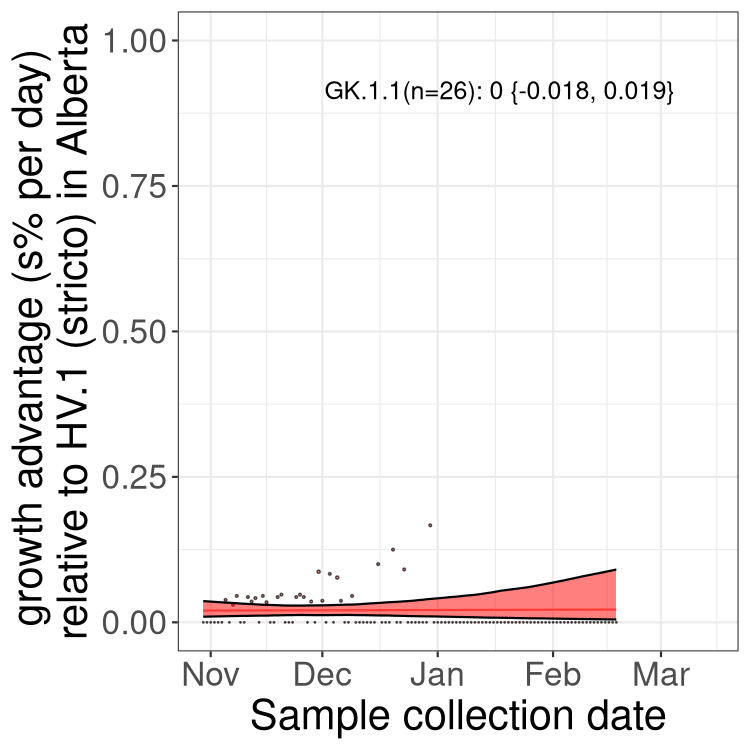 growth advantage (s% per day)
relative to HV.1 (stricto) in Alberta
1.00
0.75
0.50
0.25
0.00
GK.1.1(n=26): 0 {-0.018, 0.019}
Nov Dec Jan Feb Mar
Sample collection date